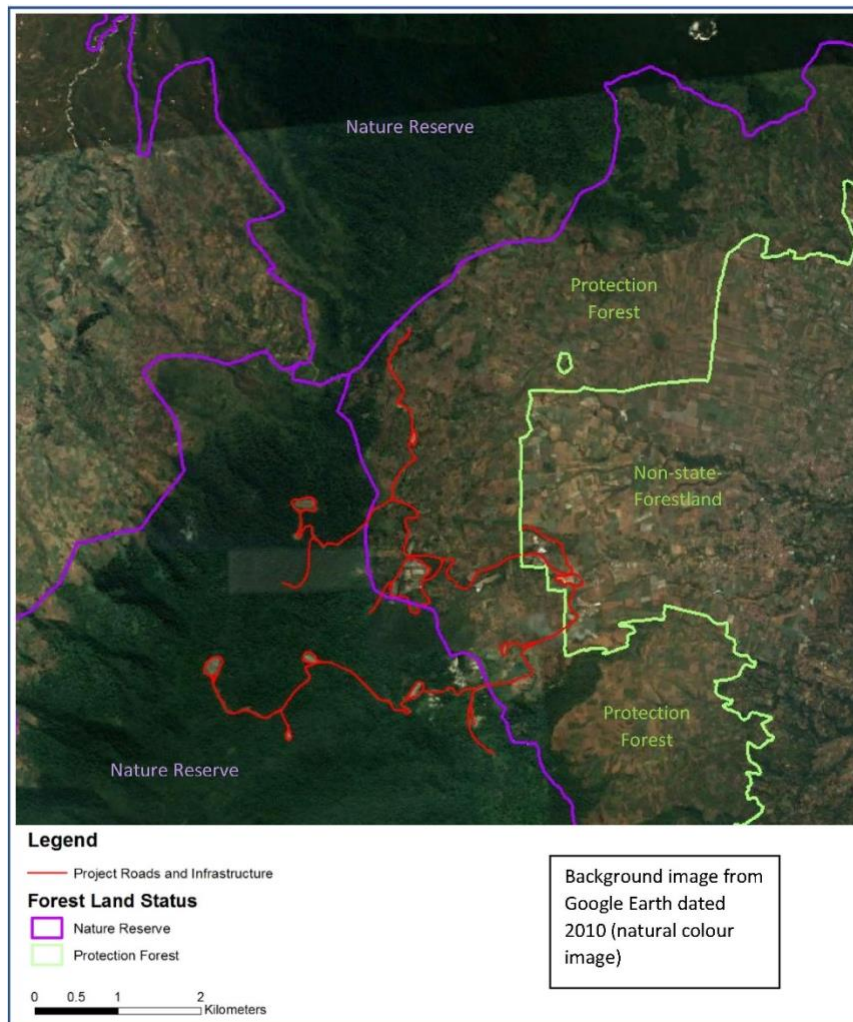 Nature Reserve
Protection
Forest
Non-state-
Forestland
Protection
Forest
Nature Reserve
Legend
Project Roads and Infrastructure
Forest Land Status
Nature Reserve
Protection Forest
0 0.5 1 2
Kilometers
Background image from
Google Earth dated
2010 (natural colour
image)